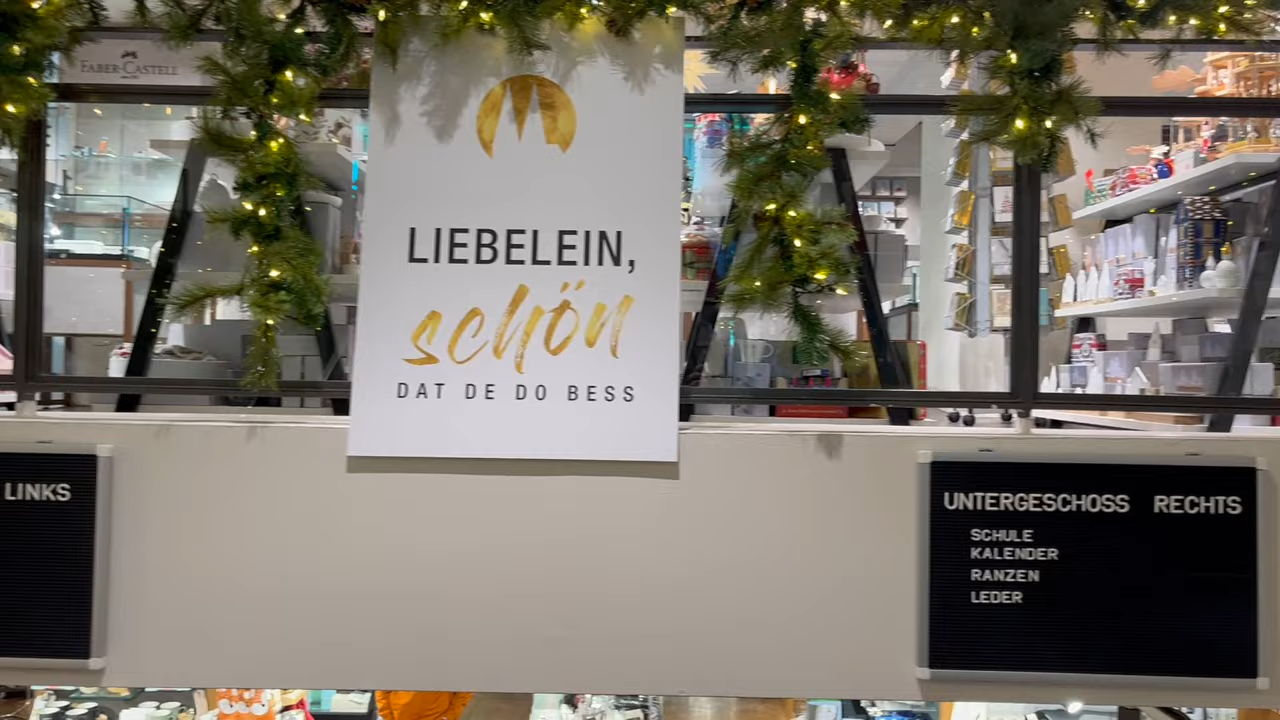 FABER-CASTELL
LIEBELEIN,
schön
DAT DE DO BESS
LINKS
UNTERGESCHOSS RECHTS
SCHULE
KALENDER
RANZEN
LEDER